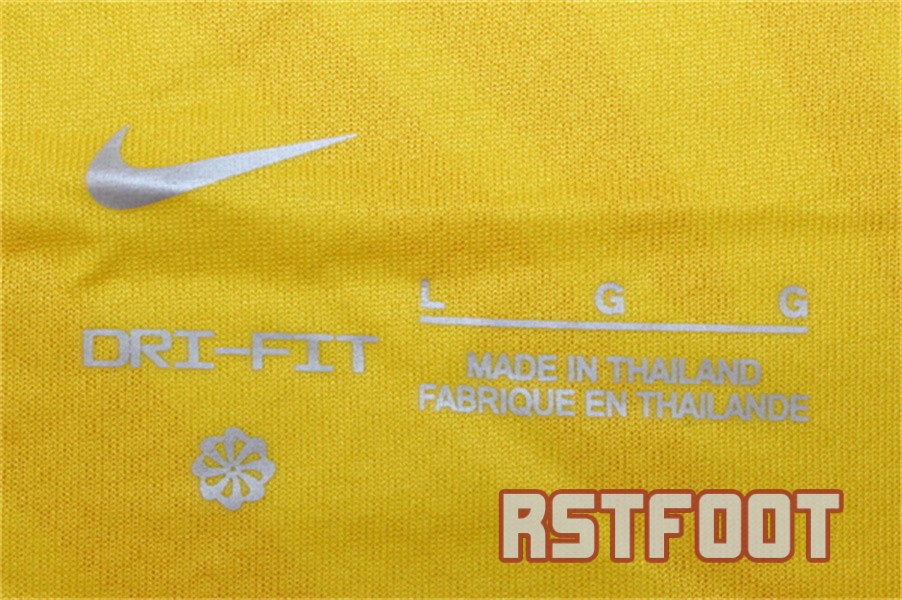 L G G
DRI-FIT
MADE IN THAILAND
FABRIQUE EN THAILANDE
RSTFOOT